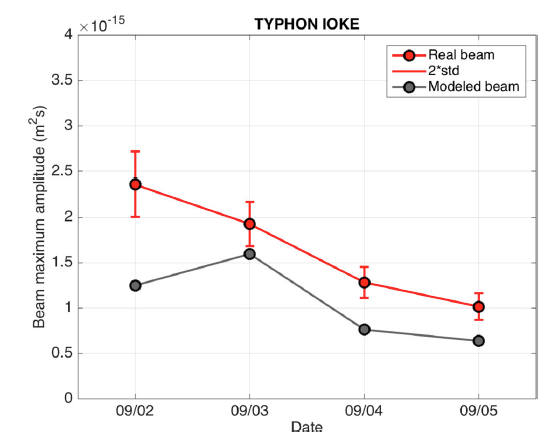 TYPHON IOKE
×10⁻¹⁵
4
3.5
3
2.5
2
1.5
1
0.5
0
Beam maximum amplitude (m²s)
Real beam
2*std
Modeled beam
09/02 09/03 09/04 09/05
Date